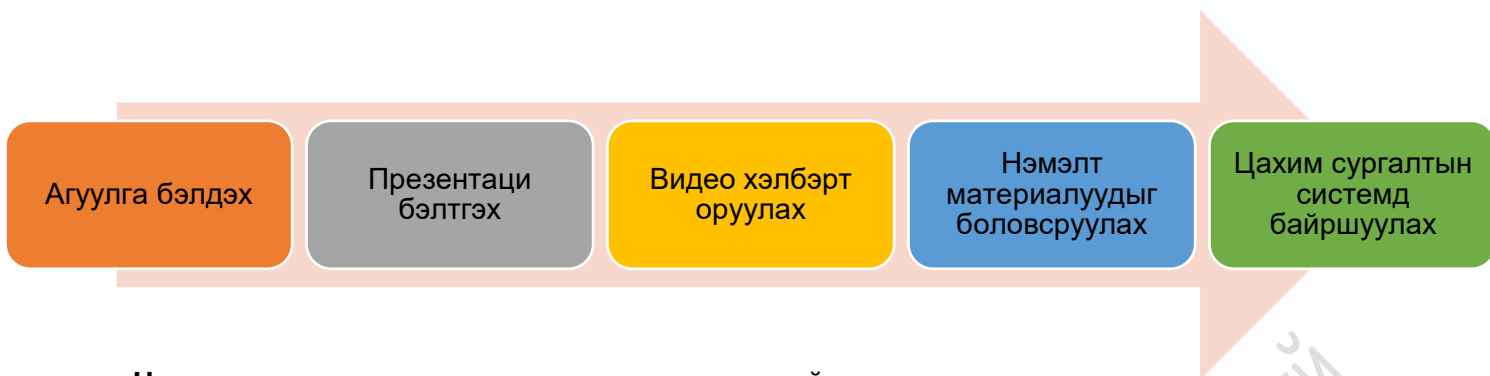 Агуулга бэлдэх
Презентаци
бэлтгэх
Видео хэлбэрт
оруулах
Нэмэлт
материалуудыг
боловсруулах
Цахим сургалтын
системд
байршуулах